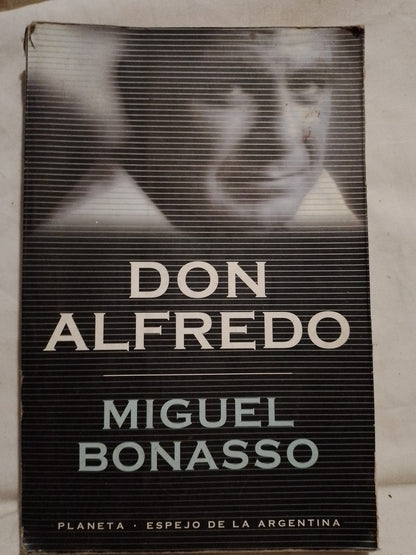 DON
ALFREDO
MIGUEL
BONASSO
PLANETA · ESPEJO DE LA ARGENTINA